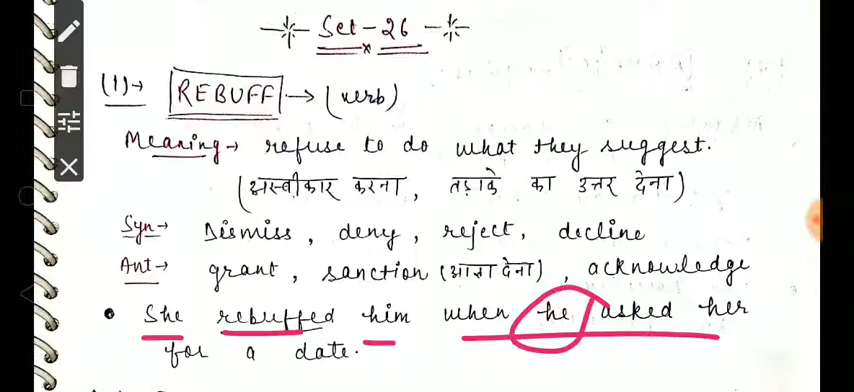 Set-26
(1)→ REBUFF → (verb)
Meaning→ refuse to do what they suggest.
(अस्वीकार करना, तड़ाके का उत्तर देना)
Syn→ Dismiss, deny, reject, decline
Ant→ grant, sanction (आज्ञा देना), acknowledge
• She rebuffed him when he asked her
for a date.